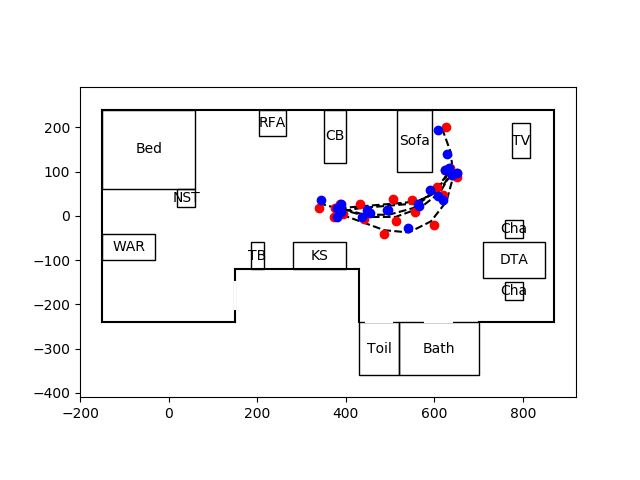 200
100
0
−100
−200
−300
−400
−200
0
200
400
600
800
Bed
RFA
CB
Sofa
TV
NST
WAR
TB
KS
Cha
DTA
Cha
Toil
Bath